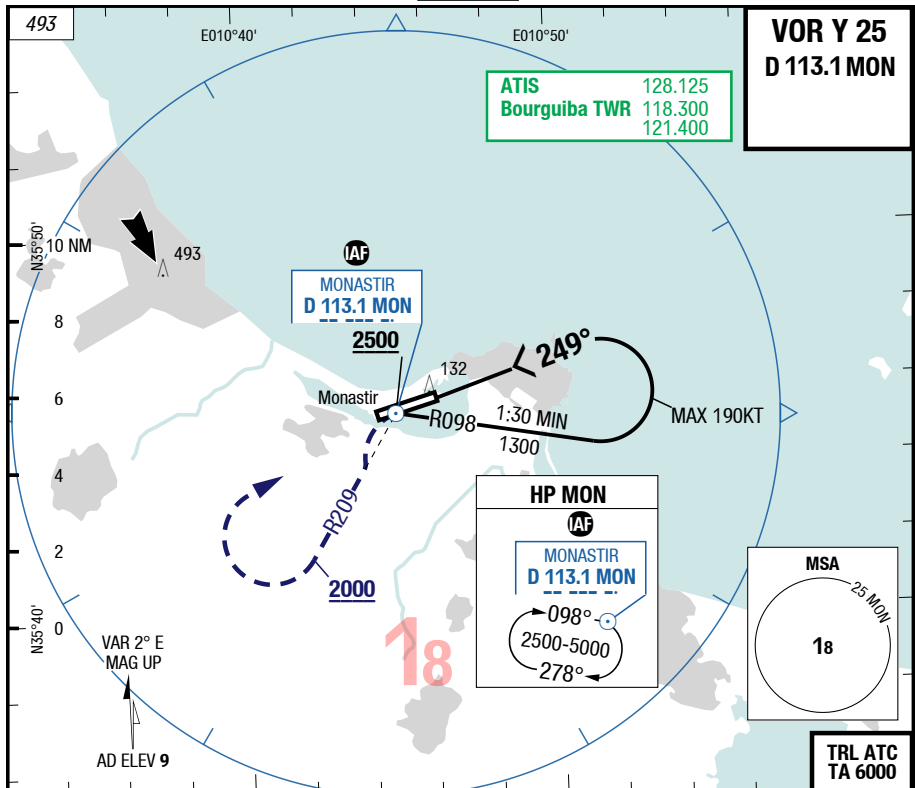 493
E010°40'
E010°50'
VOR Y 25
D 113.1 MON
ATIS 128.125
Bourguiba TWR 118.300
121.400
N35°50'
10 NM
493
IAF
MONASTIR
D 113.1 MON
2500
8
249°
132
6
Monastir
R098
1:30 MIN
1300
MAX 190KT
4
R209
HP MON
IAF
MONASTIR
D 113.1 MON
2
2000
098°
2500-5000
278°
MSA
25 MON
18
N35°40'
0
18
VAR 2° E
MAG UP
AD ELEV 9
TRL ATC
TA 6000